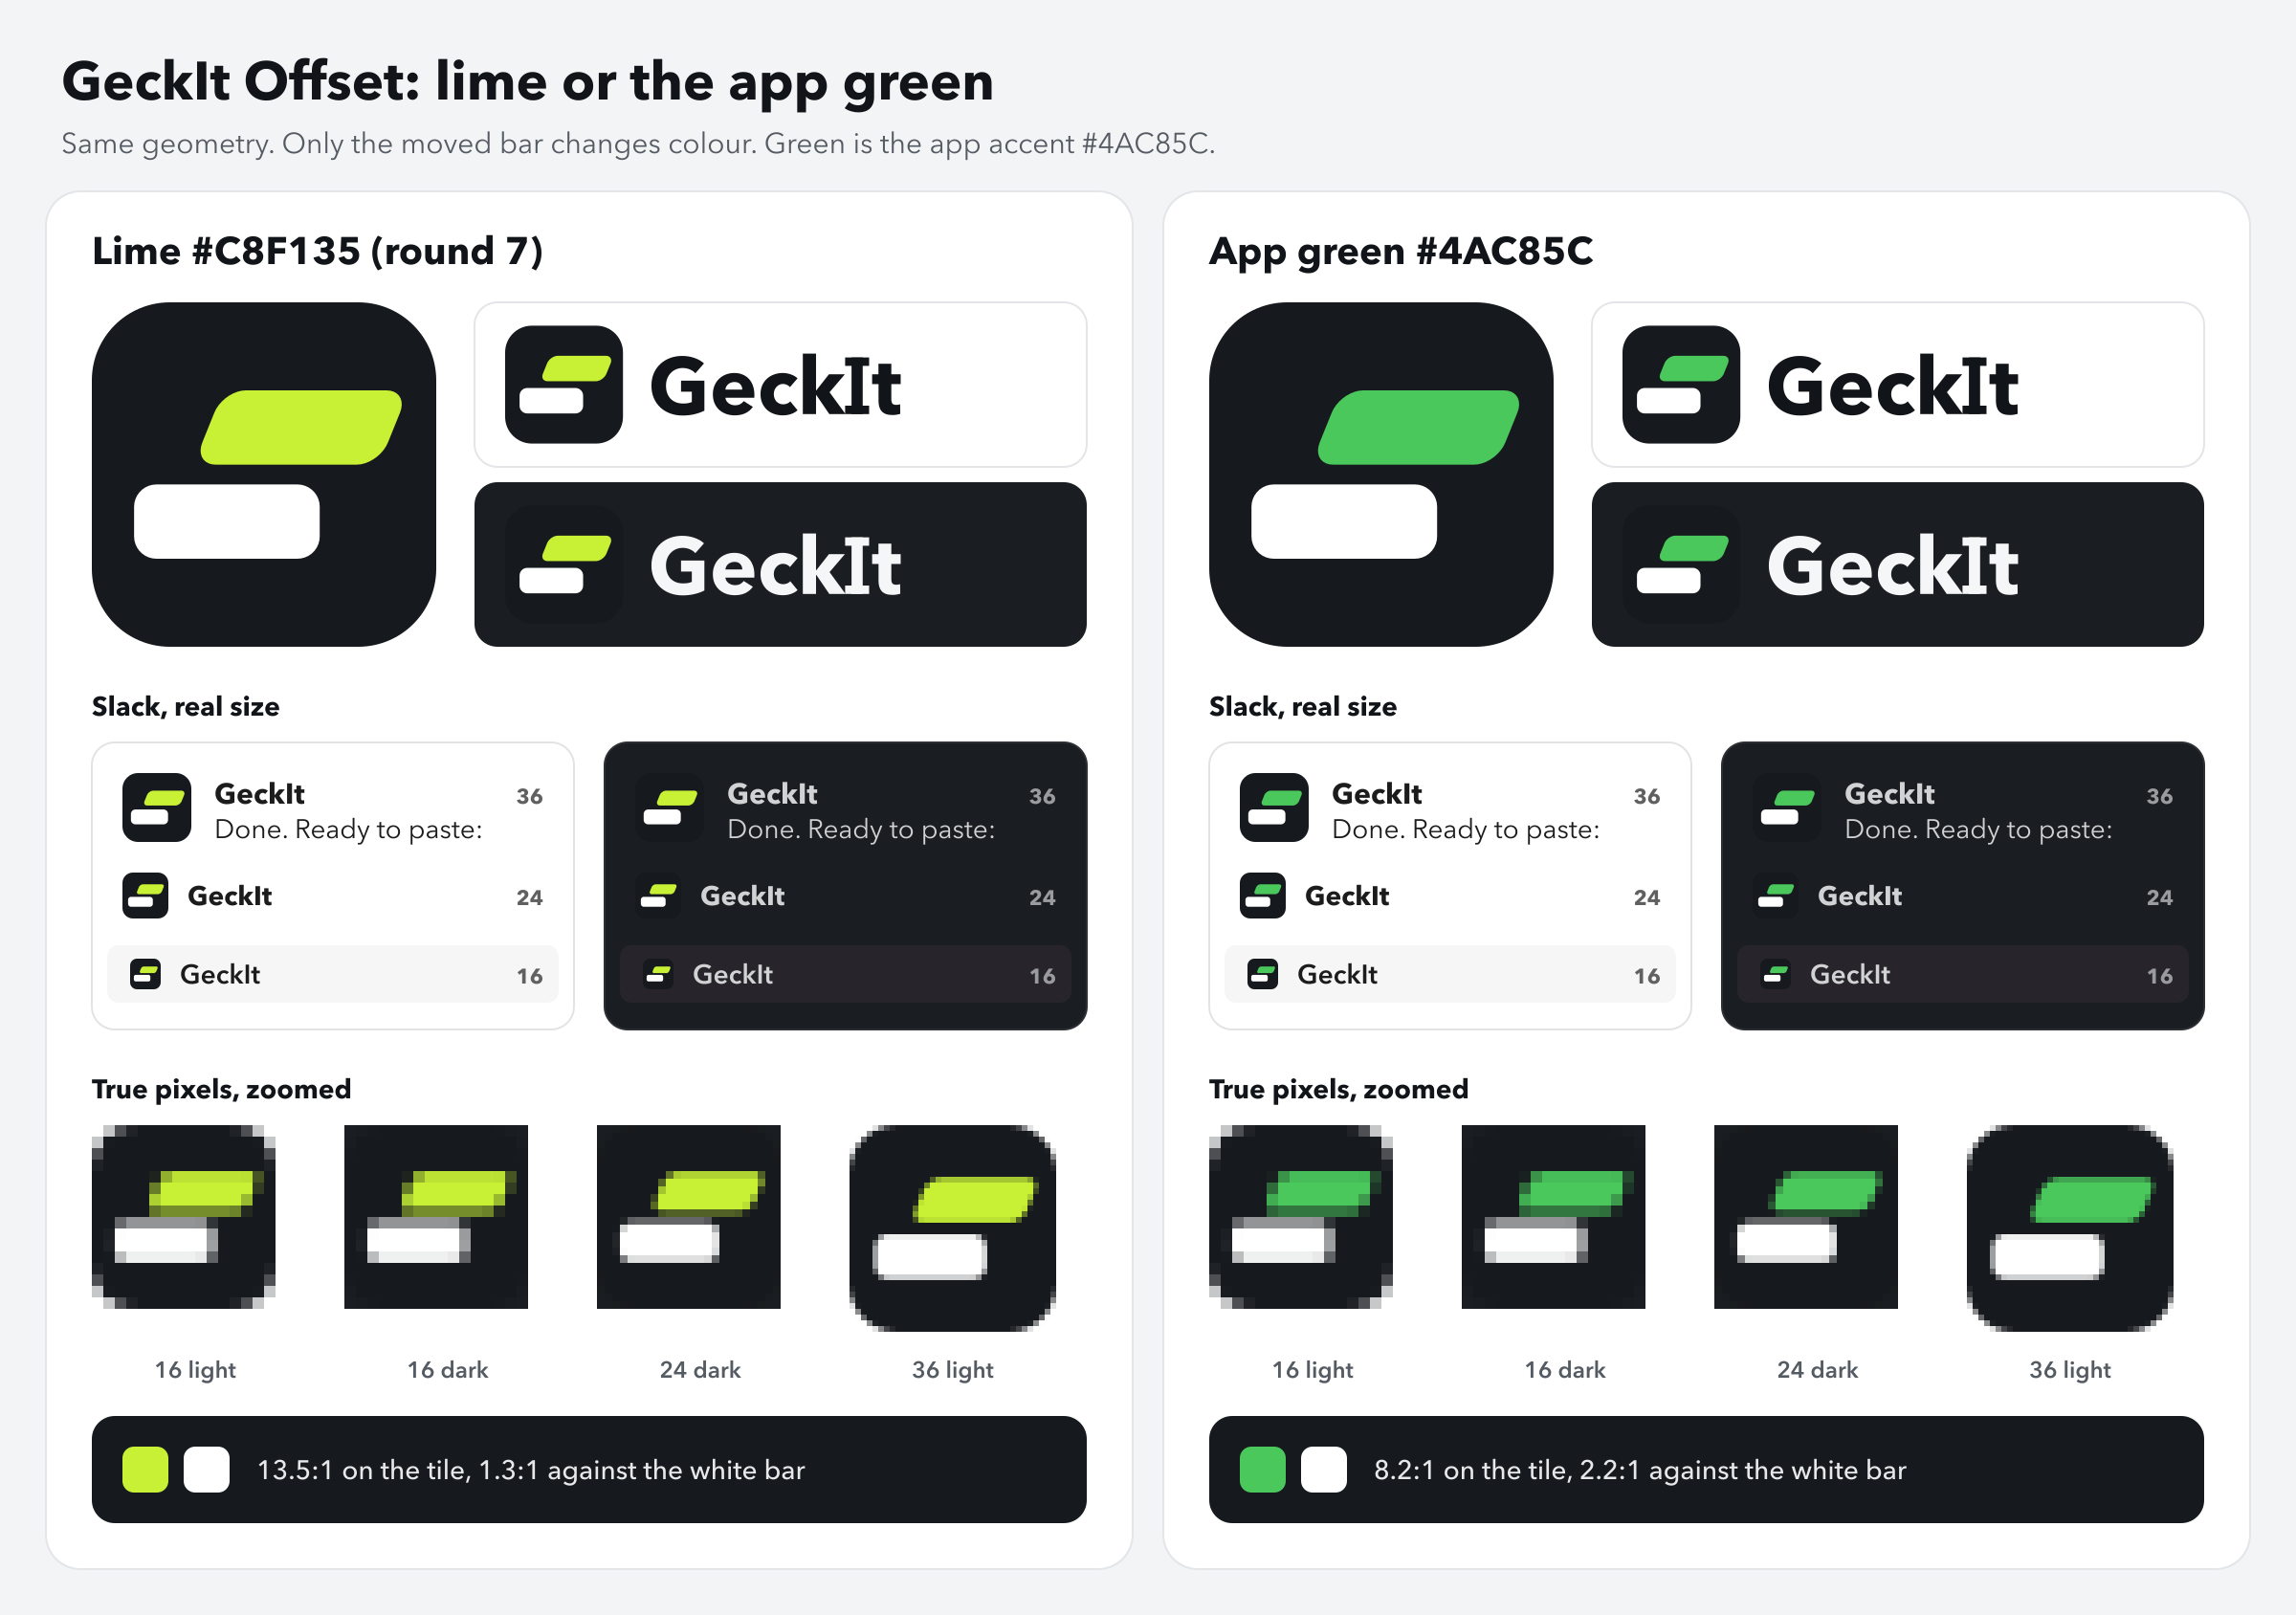 GeckIt Offset: lime or the app green
Same geometry. Only the moved bar changes colour. Green is the app accent #4AC85C.
Lime #C8F135 (round 7)
GeckIt
GeckIt
Slack, real size
GeckIt 36
Done. Ready to paste:
GeckIt 24
GeckIt 16
GeckIt 36
Done. Ready to paste:
GeckIt 24
GeckIt 16
True pixels, zoomed
16 light
16 dark
24 dark
36 light
13.5:1 on the tile, 1.3:1 against the white bar
App green #4AC85C
GeckIt
GeckIt
Slack, real size
GeckIt 36
Done. Ready to paste:
GeckIt 24
GeckIt 16
GeckIt 36
Done. Ready to paste:
GeckIt 24
GeckIt 16
True pixels, zoomed
16 light
16 dark
24 dark
36 light
8.2:1 on the tile, 2.2:1 against the white bar